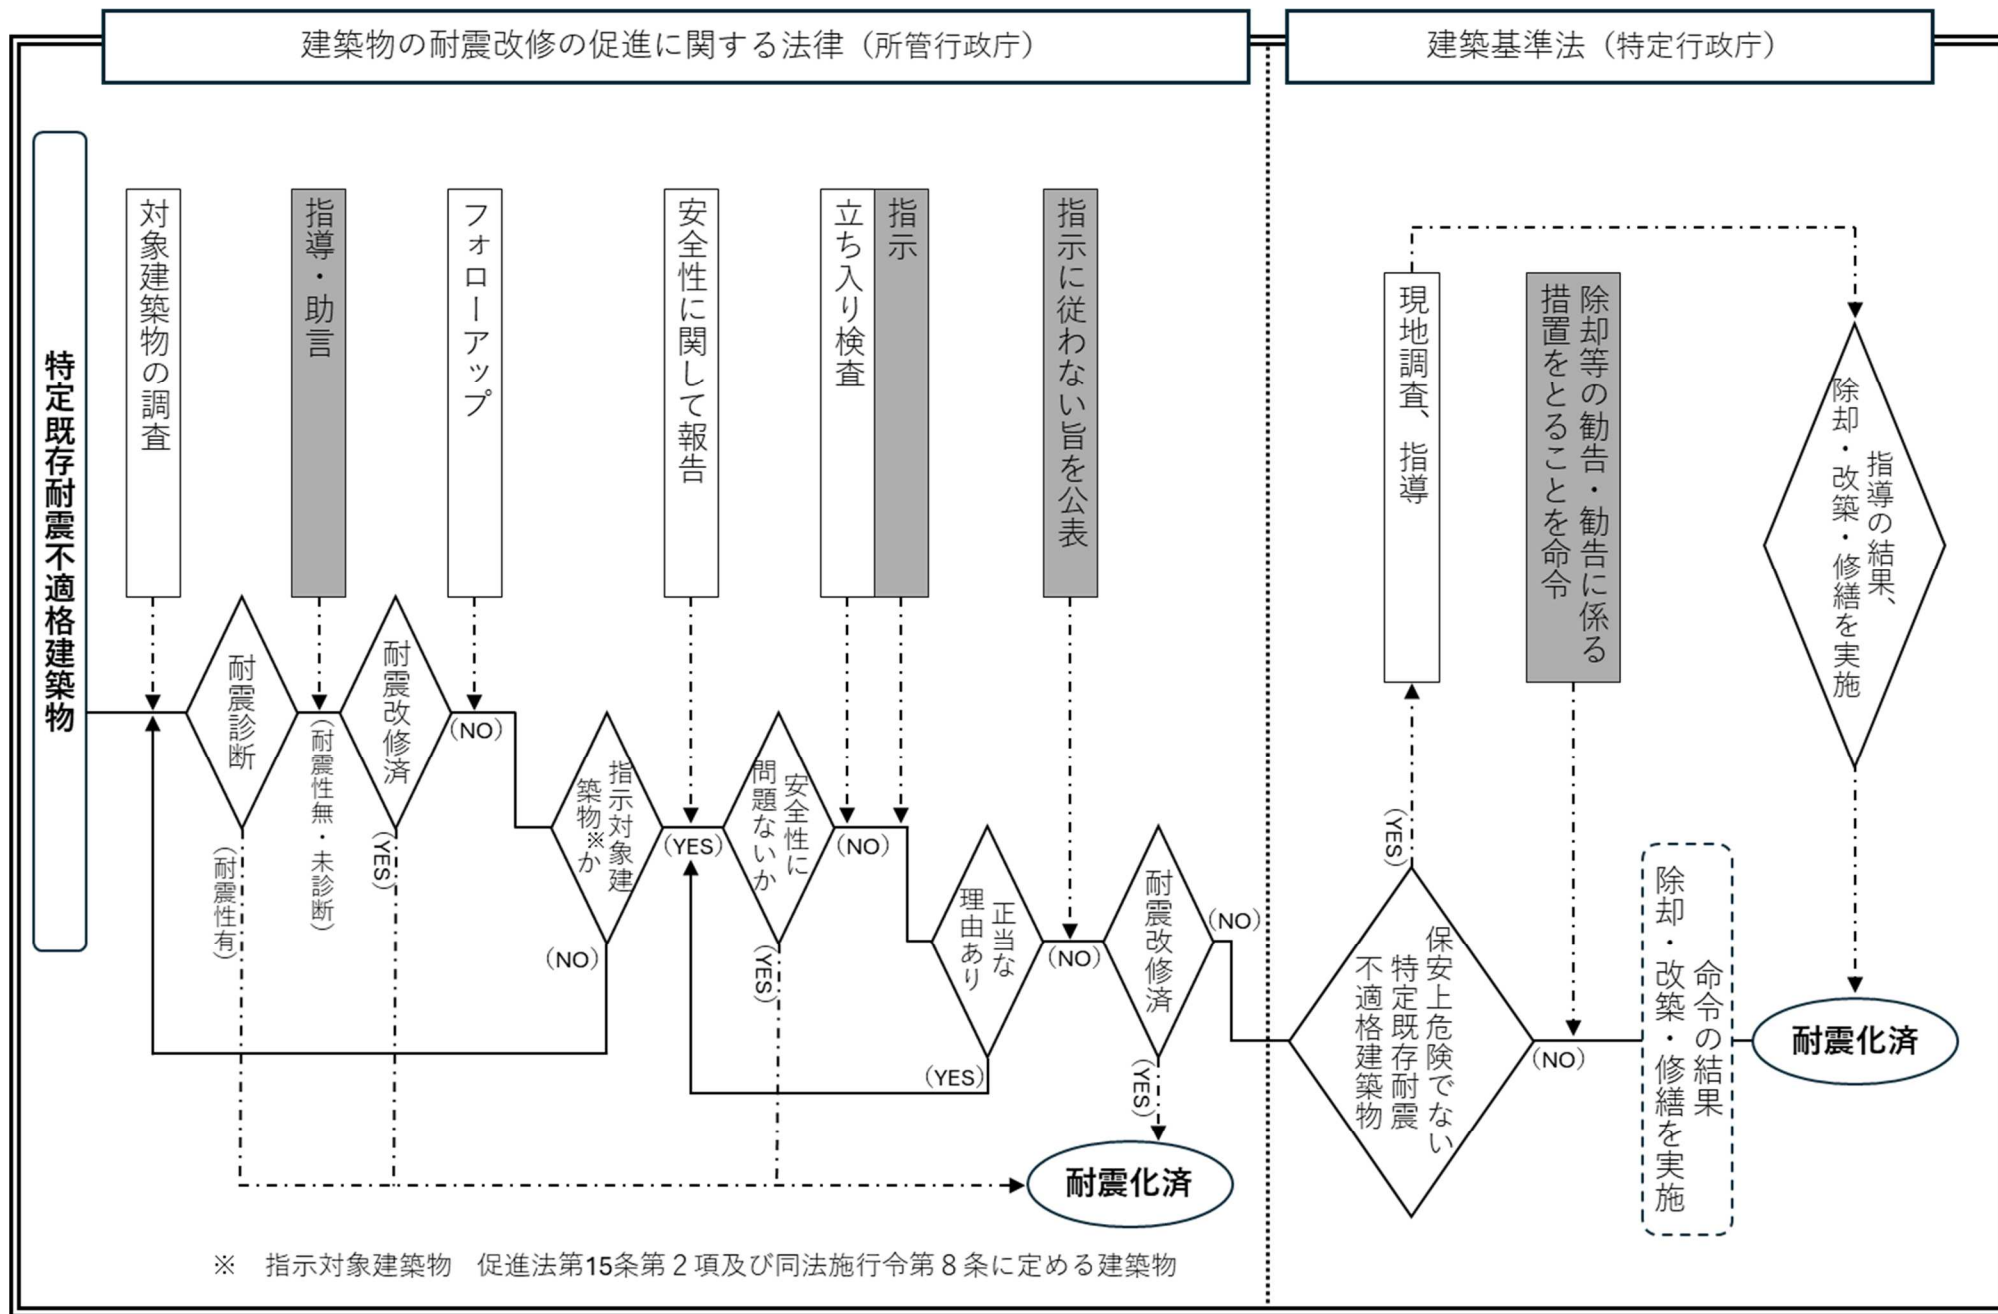 建築物の耐震改修の促進に関する法律（所管行政庁）
建築基準法（特定行政庁）
特定既存耐震不適格建築物
対象建築物の調査
指導・助言
フォローアップ
安全性に関して報告
立ち入り検査
指示
指示に従わない旨を公表
現地調査、指導
除却等の勧告・勧告に係る
措置をとることを命令
指導の結果、
除却・改築・修繕を実施
耐震診断
（耐震性有）
（耐震性無・未診断）
耐震改修済
（YES）
（NO）
指示対象建
築物※か
（NO）
（YES）
安全性に
問題ないか
（YES）
（NO）
正当な
理由あり
（YES）
（NO）
耐震改修済
（YES）
（NO）
耐震化済
保安上危険でない
特定既存耐震
不適格建築物
（YES）
（NO）
命令の結果
除却・改築・修繕を実施
耐震化済
※　指示対象建築物　促進法第15条第２項及び同法施行令第８条に定める建築物